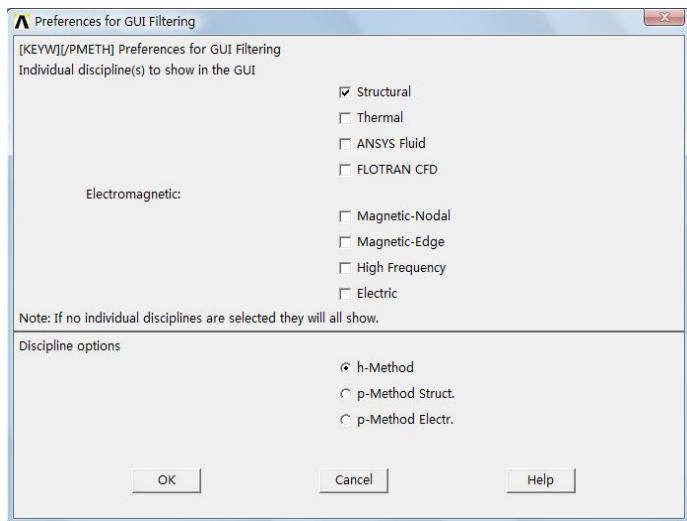 Preferences for GUI Filtering
[KEYW][/PMETH] Preferences for GUI Filtering
Individual discipline(s) to show in the GUI
Structural
Thermal
ANSYS Fluid
FLOTRAN CFD
Electromagnetic:
Magnetic-Nodal
Magnetic-Edge
High Frequency
Electric
Note: If no individual disciplines are selected they will all show.
Discipline options
h-Method
p-Method Struct.
p-Method Electr.
OK Cancel Help